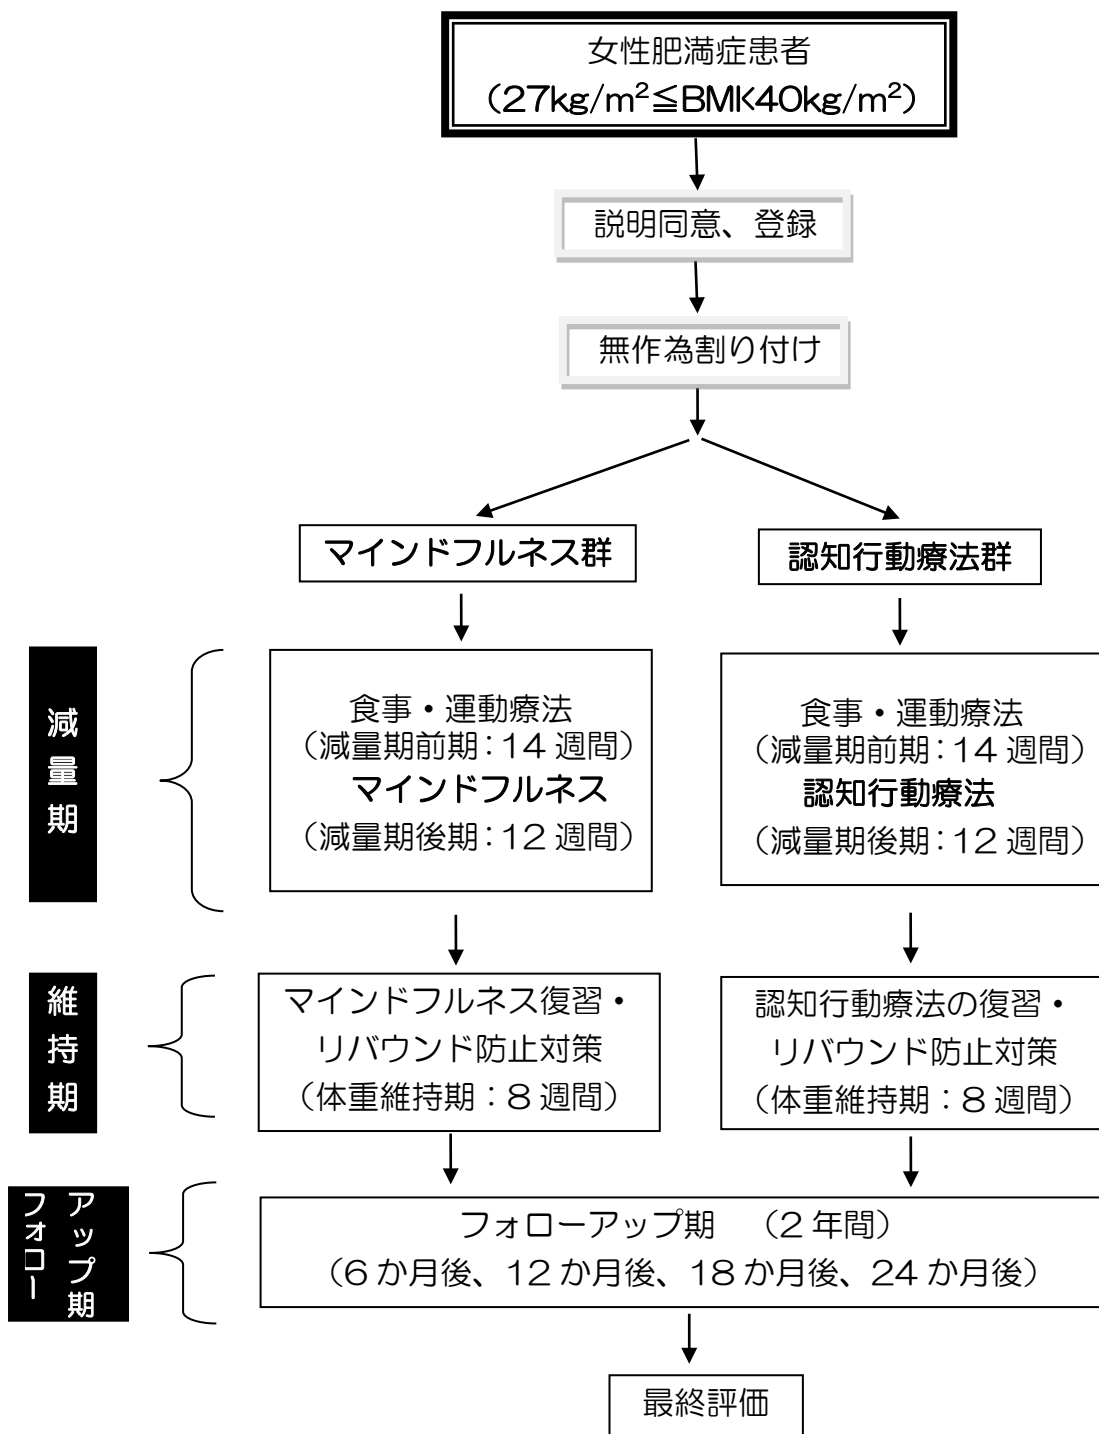 女性肥満症患者
（27kg/m²≦BMI<40kg/m²）
説明同意、登録
無作為割り付け
マインドフルネス群
認知行動療法群
減量期
食事・運動療法
（減量期前期：14 週間）
マインドフルネス
（減量期後期：12 週間）
食事・運動療法
（減量期前期：14 週間）
認知行動療法
（減量期後期：12 週間）
維持期
マインドフルネス復習・
リバウンド防止対策
（体重維持期：8 週間）
認知行動療法の復習・
リバウンド防止対策
（体重維持期：8 週間）
フォロー
アップ期
フォローアップ期　（2 年間）
（6 か月後、12 か月後、18 か月後、24 か月後）
最終評価